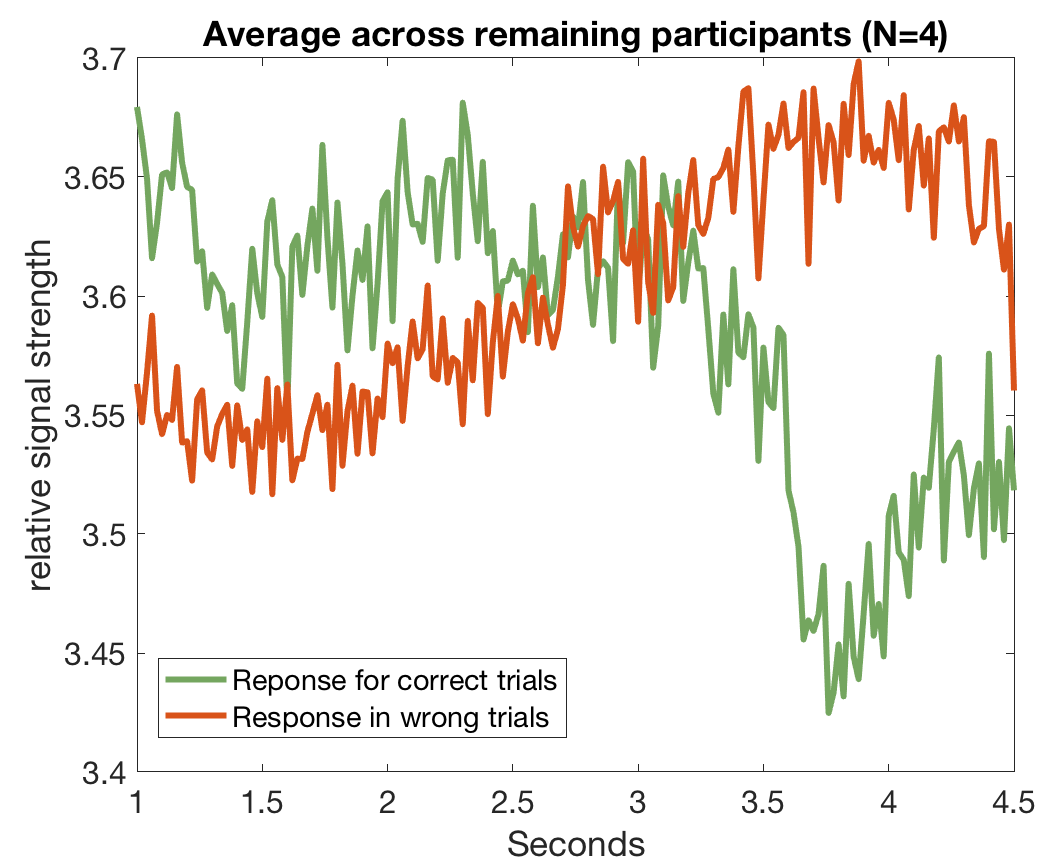 Average across remaining participants (N=4)
3.7
3.65
3.6
3.55
3.5
3.45
3.4
relative signal strength
Reponse for correct trials
Response in wrong trials
1 1.5 2 2.5 3 3.5 4 4.5
Seconds